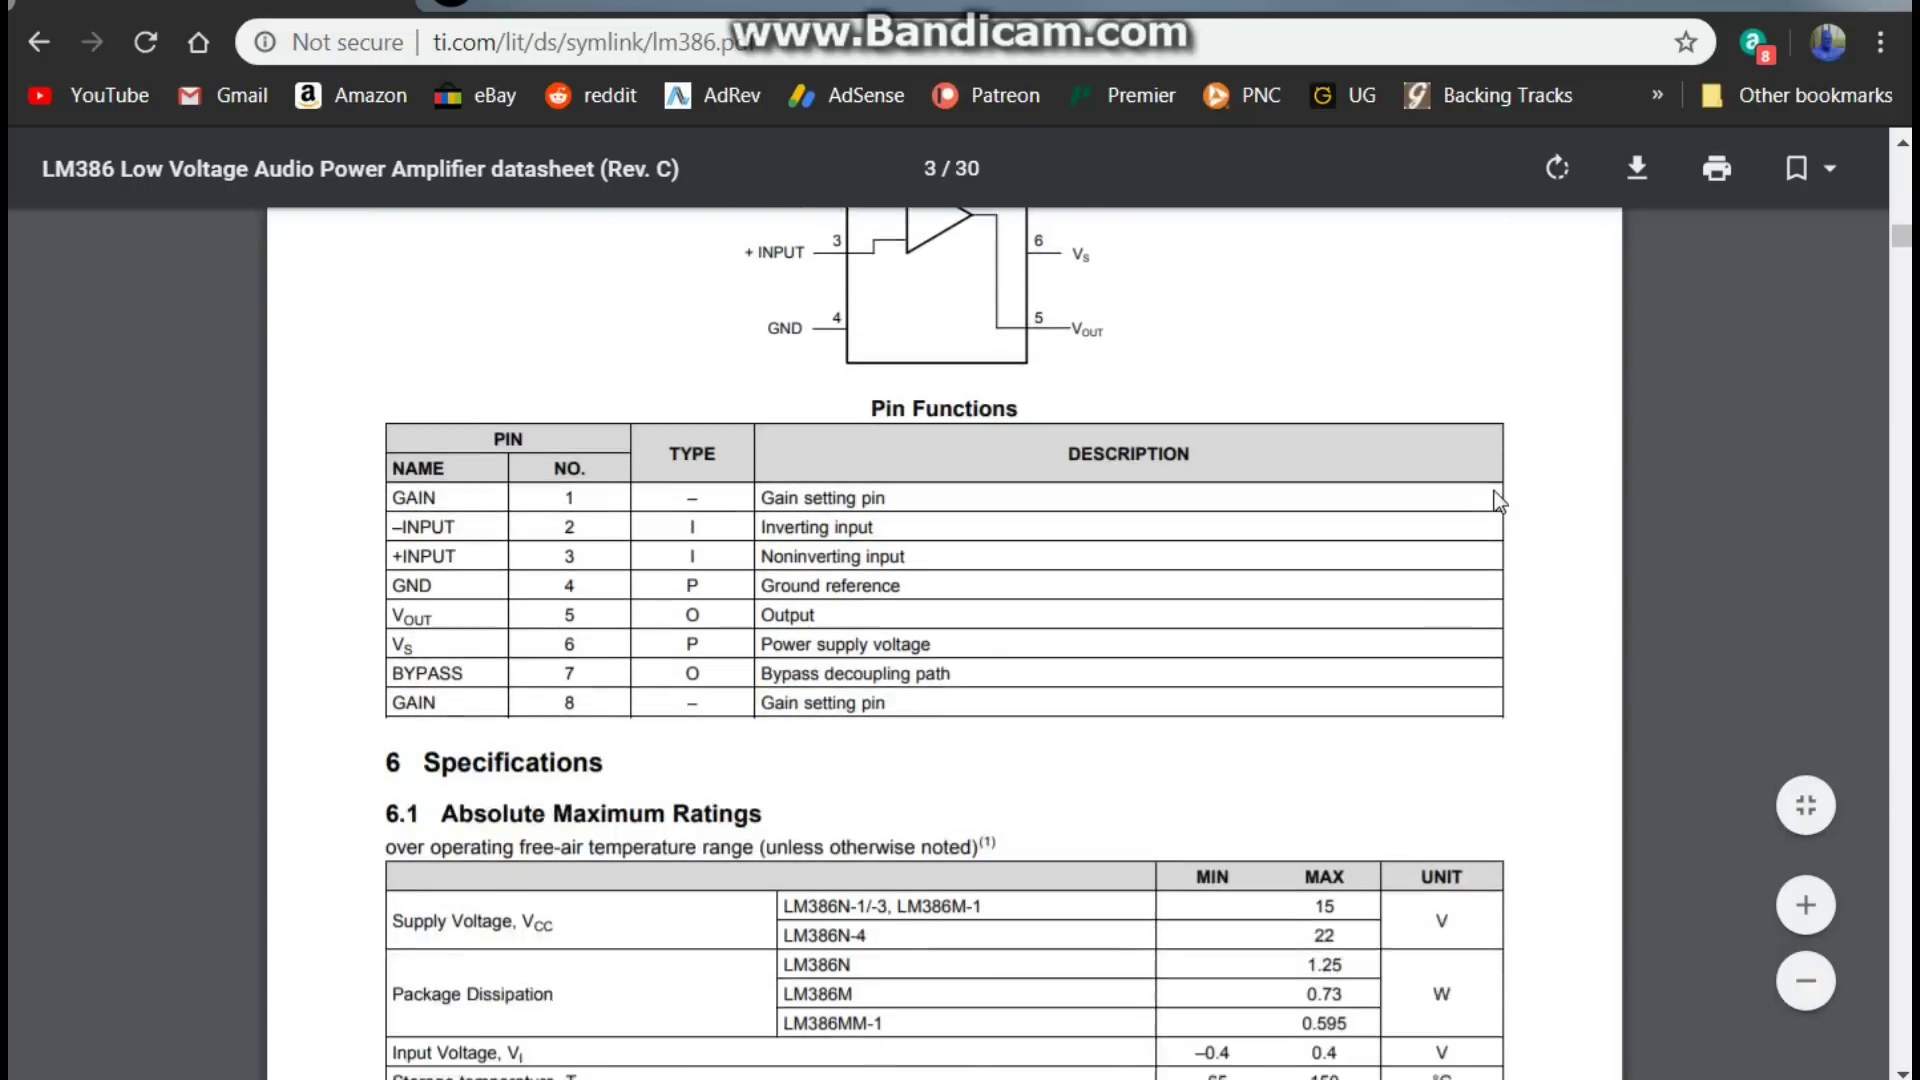 www.Bandicam.com
Not secure ti.com/lit/ds/symlink/lm386.p
8
YouTube Gmail Amazon eBay reddit AdRev AdSense Patreon Premier PNC UG Backing Tracks » Other bookmarks
LM386 Low Voltage Audio Power Amplifier datasheet (Rev. C) 3 / 30
+ INPUT 3 6 VS
GND 4 5 VOUT
Pin Functions
PIN TYPE DESCRIPTION
NAME NO.
GAIN 1 – Gain setting pin
–INPUT 2 I Inverting input
+INPUT 3 I Noninverting input
GND 4 P Ground reference
VOUT 5 O Output
VS 6 P Power supply voltage
BYPASS 7 O Bypass decoupling path
GAIN 8 – Gain setting pin
6 Specifications
6.1 Absolute Maximum Ratings
over operating free-air temperature range (unless otherwise noted)(1)
MIN MAX UNIT
Supply Voltage, VCC LM386N-1/-3, LM386M-1 15 V
LM386N-4 22
Package Dissipation LM386N 1.25 W
LM386M 0.73
LM386MM-1 0.595
Input Voltage, VI –0.4 0.4 V